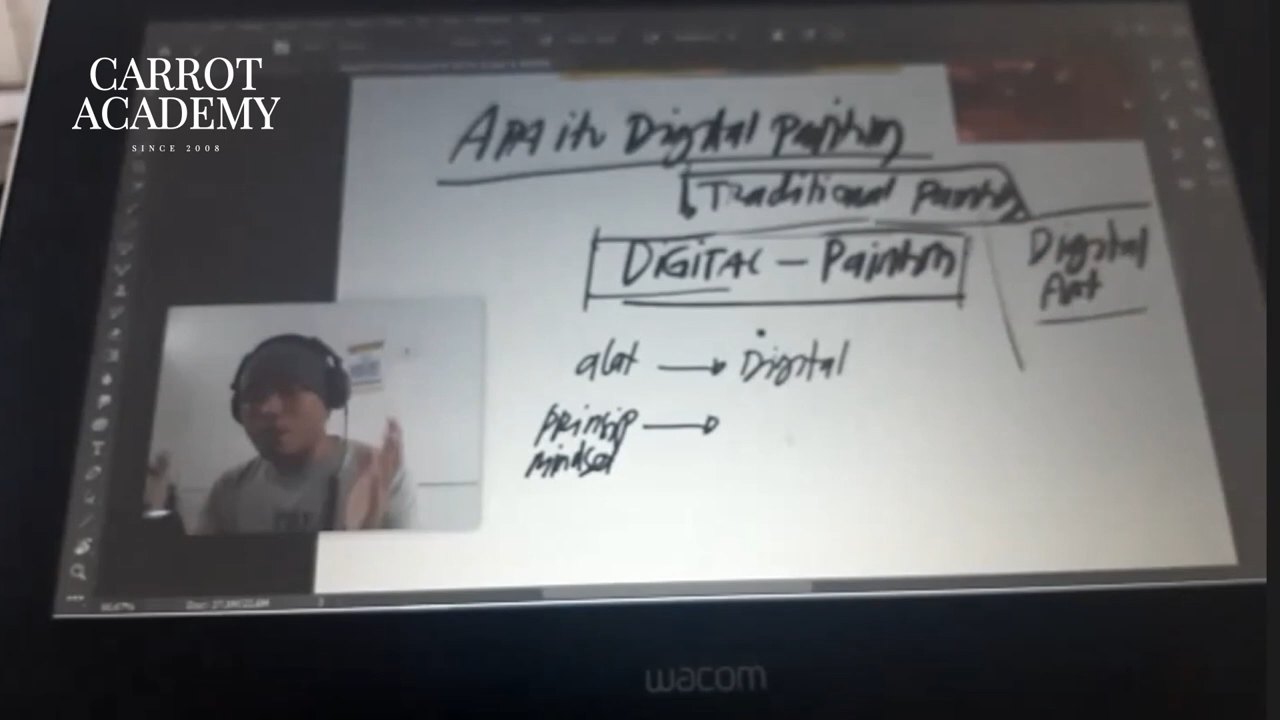 CARROT
ACADEMY
SINCE 2008
APA itu Digital Painting
Traditional Painting
DIGITAL - Painting
Digital
Art
alat → Digital
prinsip →
mindset
wacom